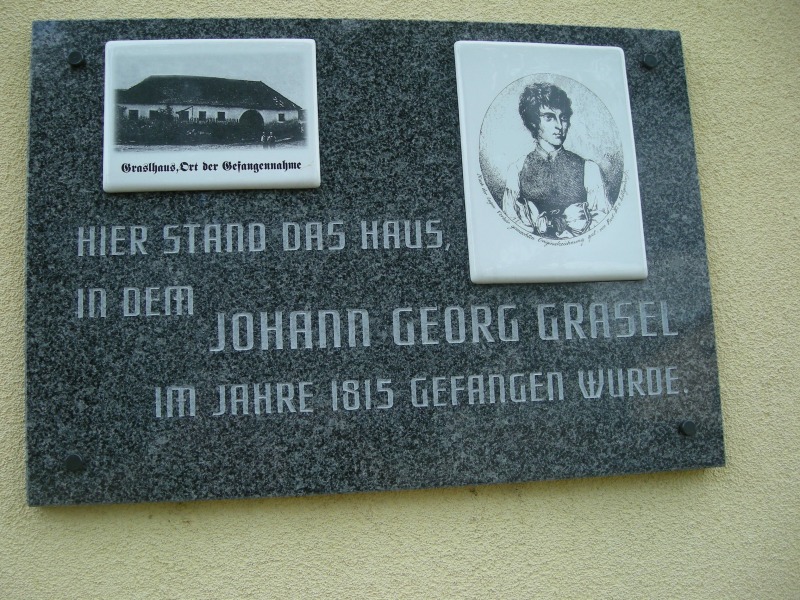 Graslhaus, Ort der Gefangennahme
HIER STAND DAS HAUS,
IN DEM
JOHANN GEORG GRASEL
IM JAHRE 1815 GEFANGEN WURDE.